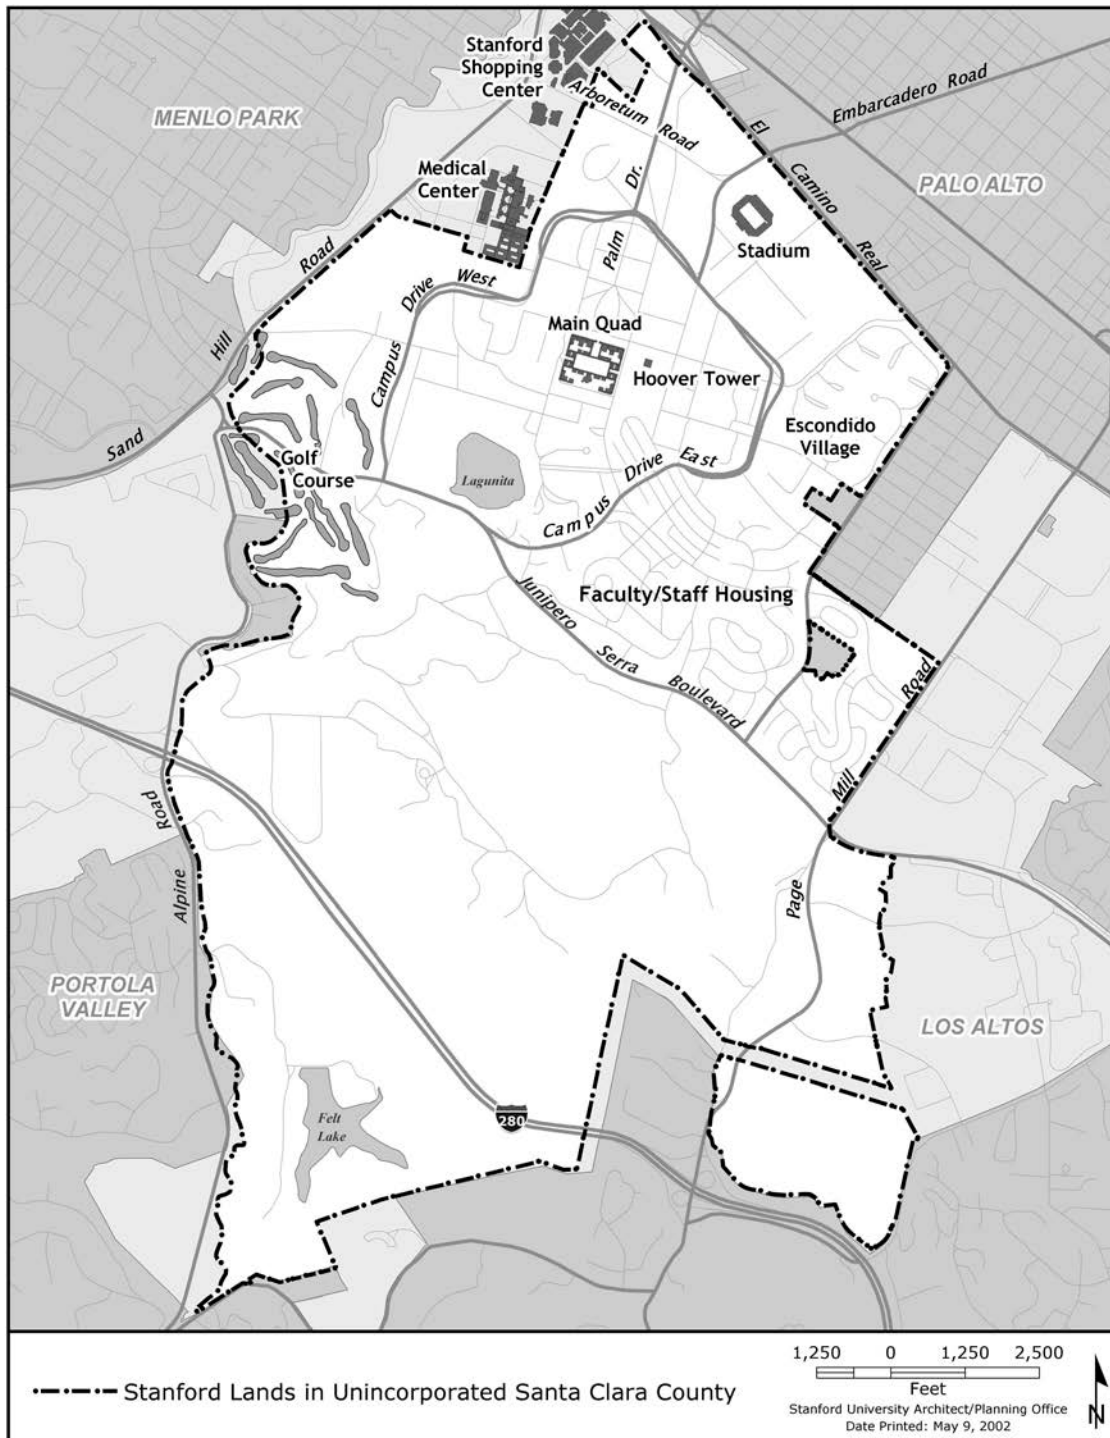 Stanford
Shopping
Center
MENLO PARK
Arboretum Road
El Camino Real
Embarcadero Road
Medical
Center
Palm Dr.
PALO ALTO
Stadium
Sand Hill Road
Campus Drive West
Main Quad
Hoover Tower
Escondido
Village
Golf
Course
Lagunita
Campus Drive East
Faculty/Staff Housing
Junipero Serra Boulevard
Page Mill Road
Alpine Road
PORTOLA
VALLEY
LOS ALTOS
Felt
Lake
280
Stanford Lands in Unincorporated Santa Clara County
1,250 0 1,250 2,500
Feet
Stanford University Architect/Planning Office
Date Printed: May 9, 2002
N